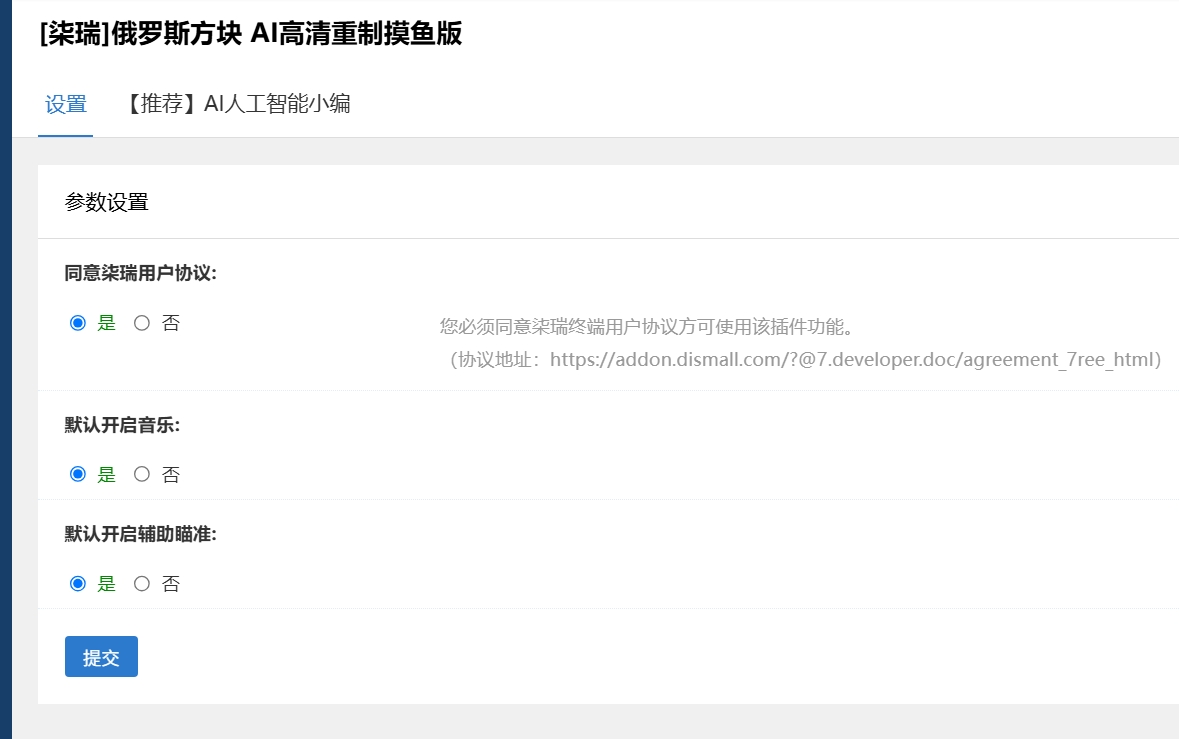 [柒瑞]俄罗斯方块 AI高清重制摸鱼版
设置 【推荐】AI人工智能小编
参数设置
同意柒瑞用户协议:
是 否
您必须同意柒瑞终端用户协议方可使用该插件功能。
（协议地址：https://addon.dismall.com/?@7.developer.doc/agreement_7ree_html）
默认开启音乐:
是 否
默认开启辅助瞄准:
是 否
提交